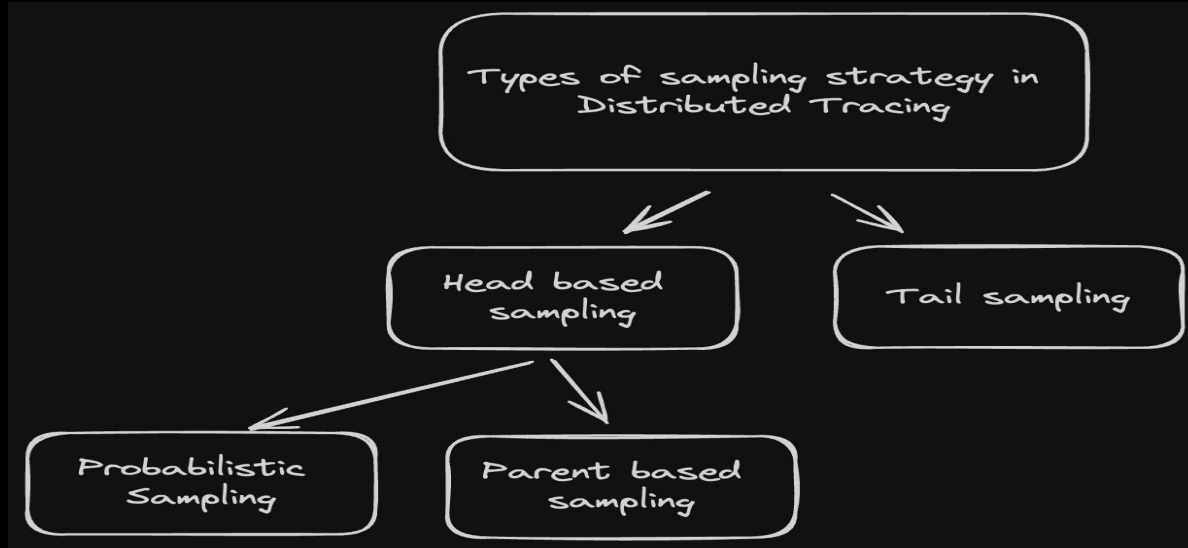 Types of sampling strategy in
Distributed Tracing
Head based
sampling
Tail sampling
Probabilistic
Sampling
Parent based
sampling